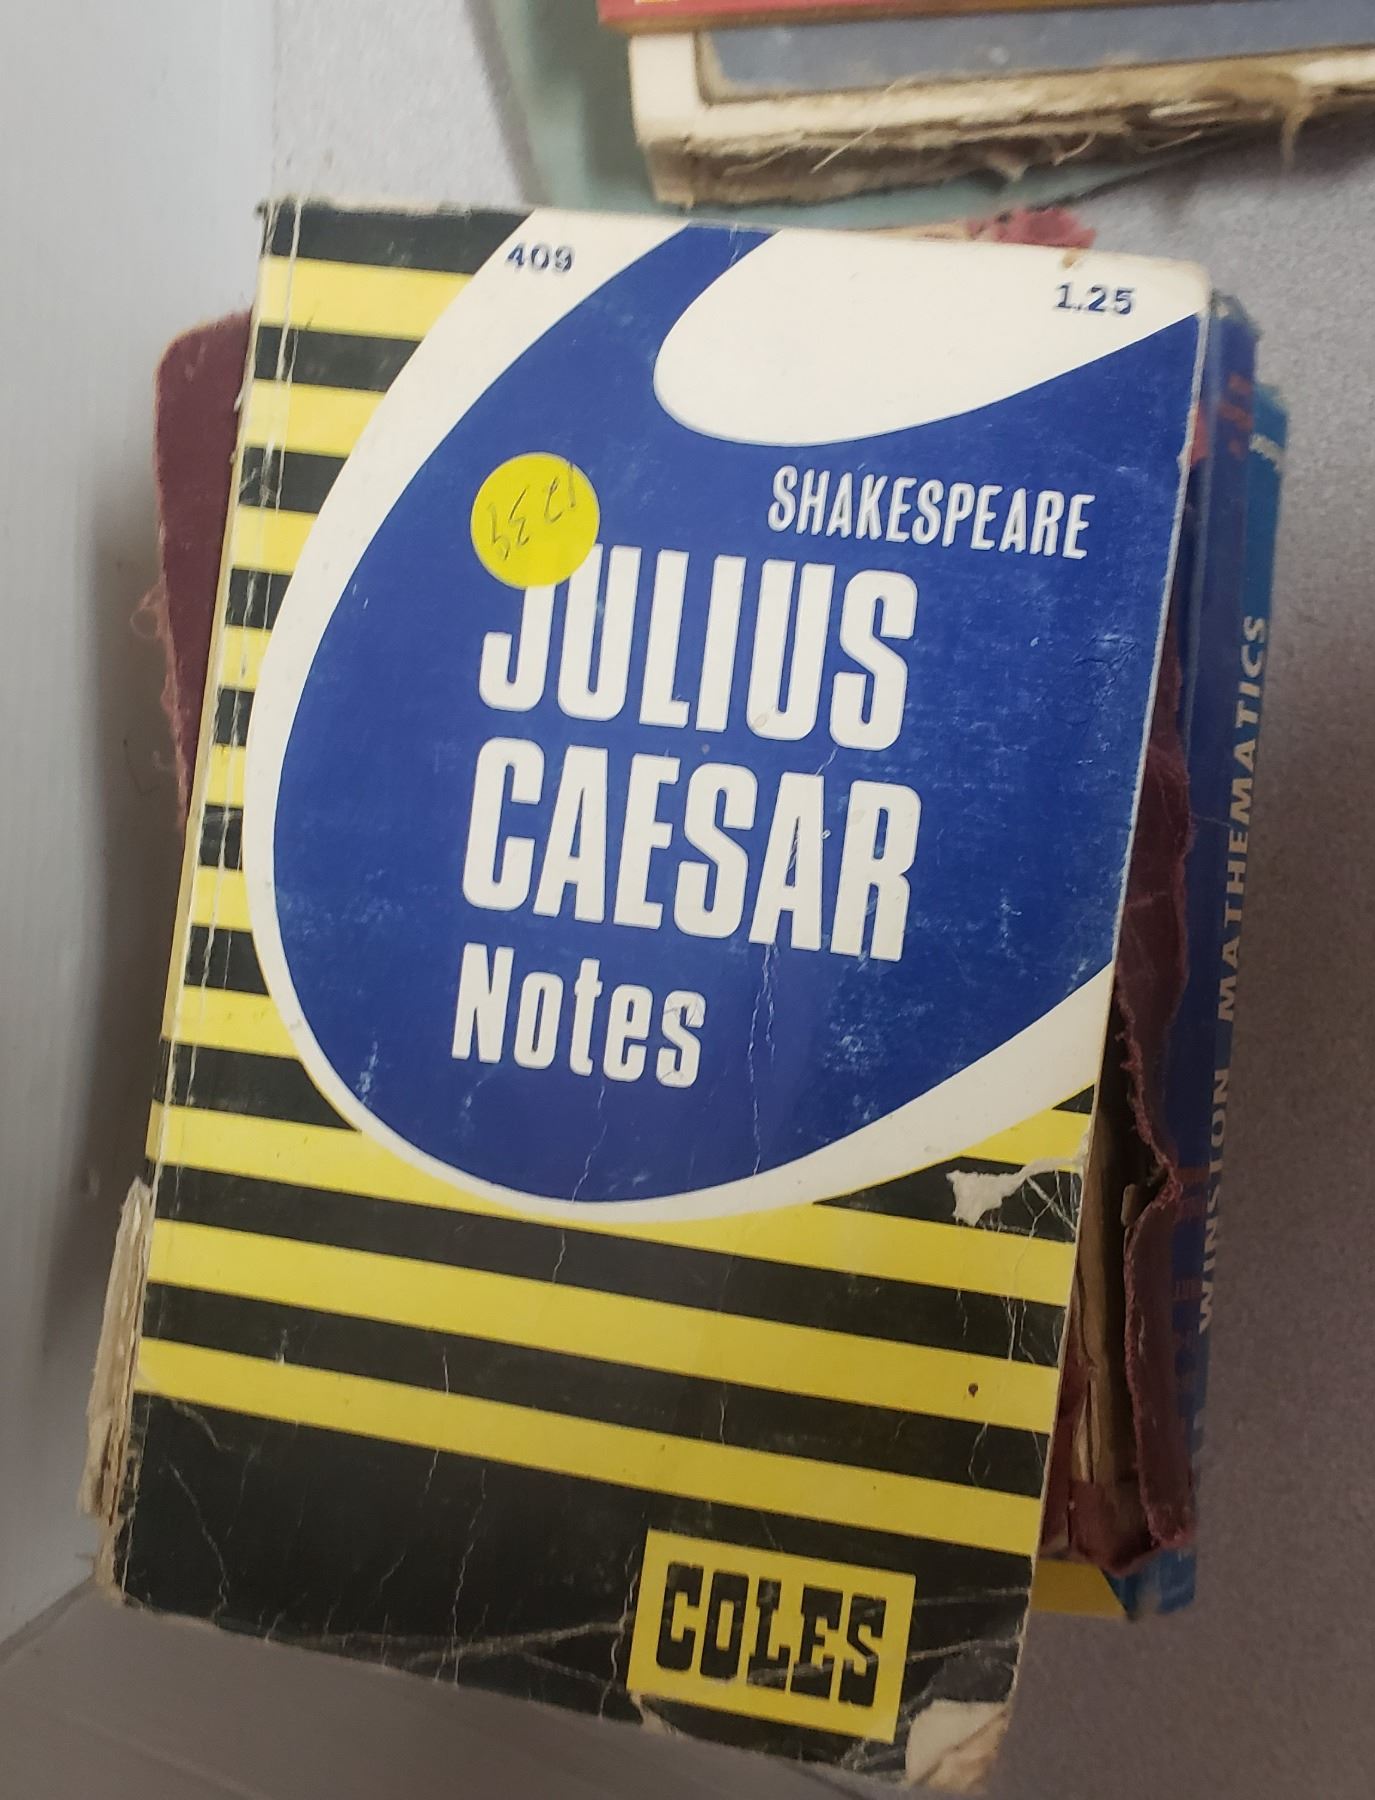 409
1.25
SHAKESPEARE
JULIUS
CAESAR
Notes
COLES
WINSTON MATHEMATICS